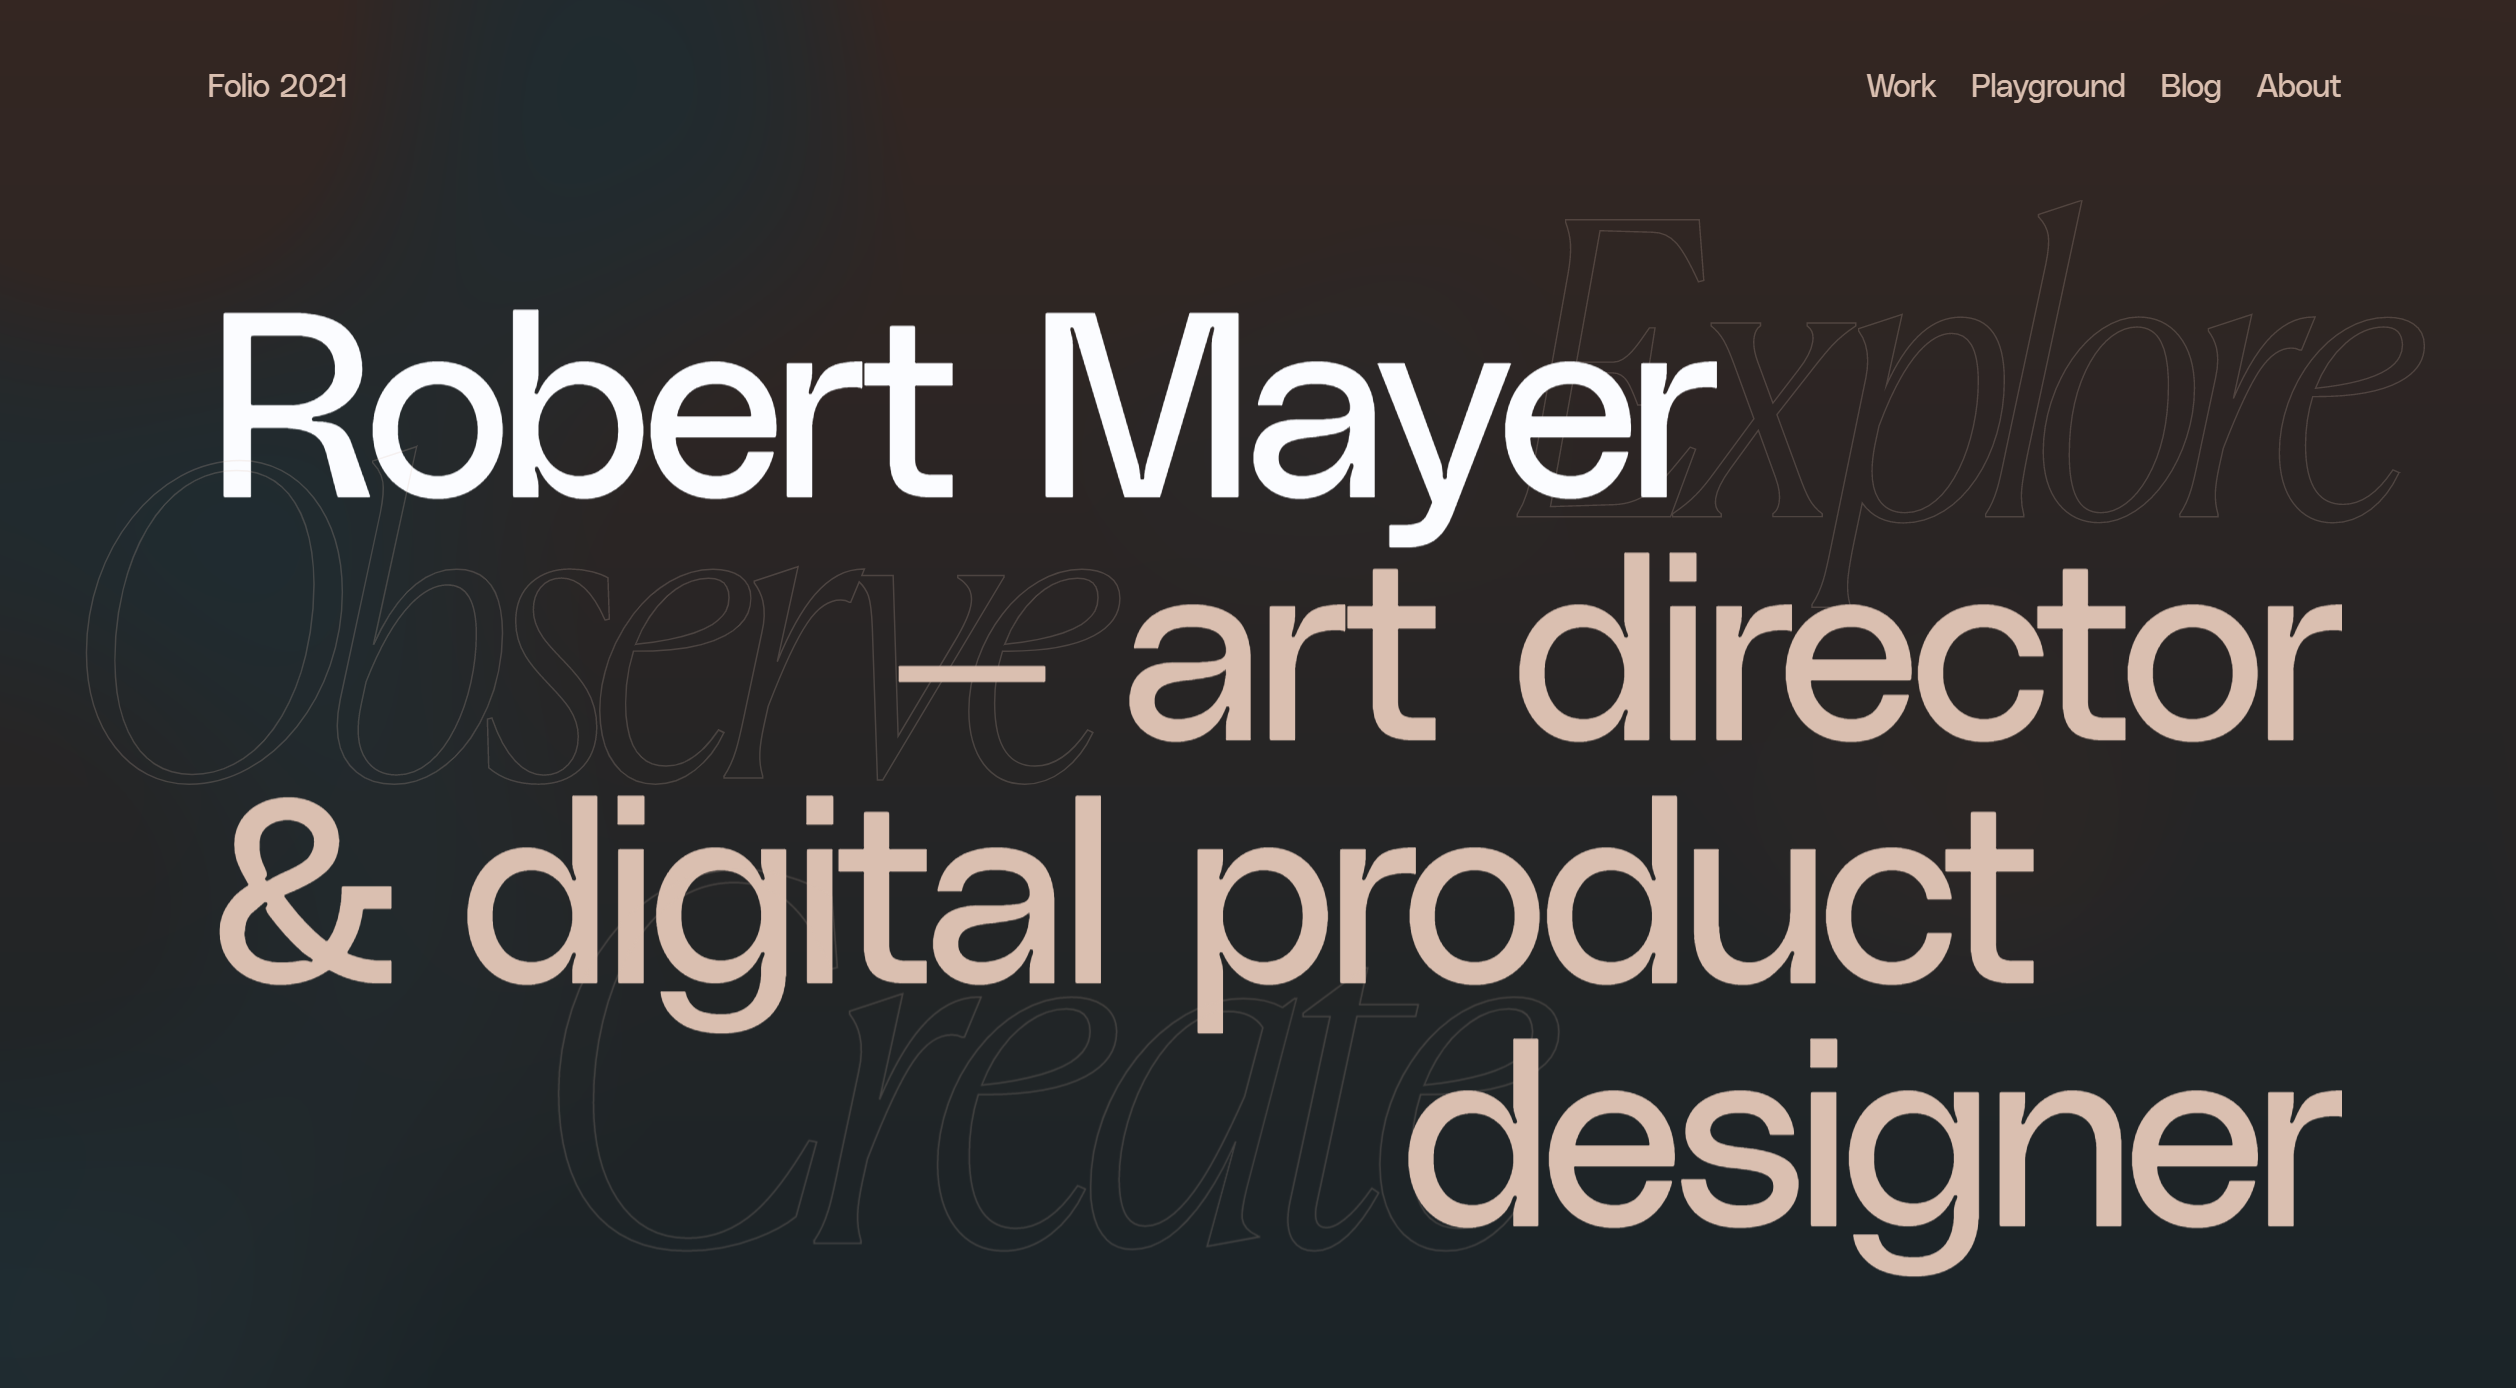 Folio 2021
Work Playground Blog About
Explore
Robert Mayer
Observe
— art director
& digital product
Create
designer